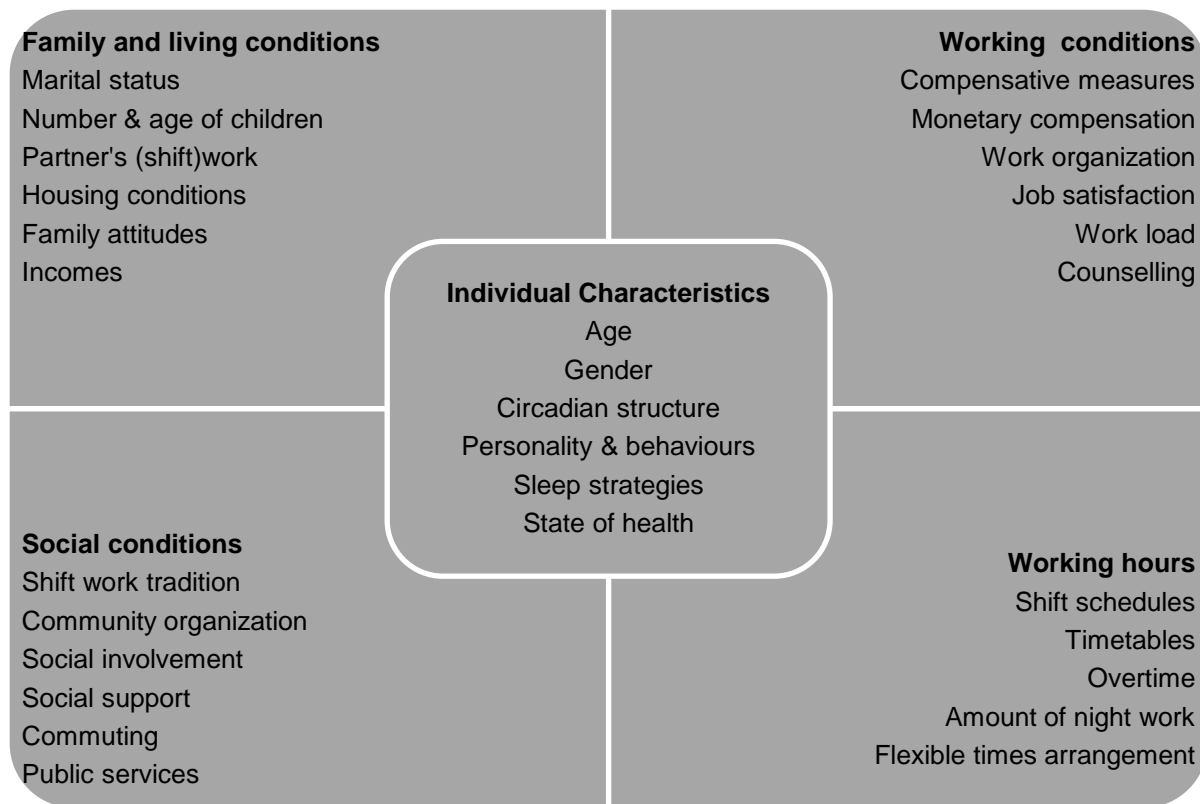 Family and living conditions
Marital status
Number & age of children
Partner's (shift)work
Housing conditions
Family attitudes
Incomes
Working conditions
Compensative measures
Monetary compensation
Work organization
Job satisfaction
Work load
Counselling
Individual Characteristics
Age
Gender
Circadian structure
Personality & behaviours
Sleep strategies
State of health
Social conditions
Shift work tradition
Community organization
Social involvement
Social support
Commuting
Public services
Working hours
Shift schedules
Timetables
Overtime
Amount of night work
Flexible times arrangement